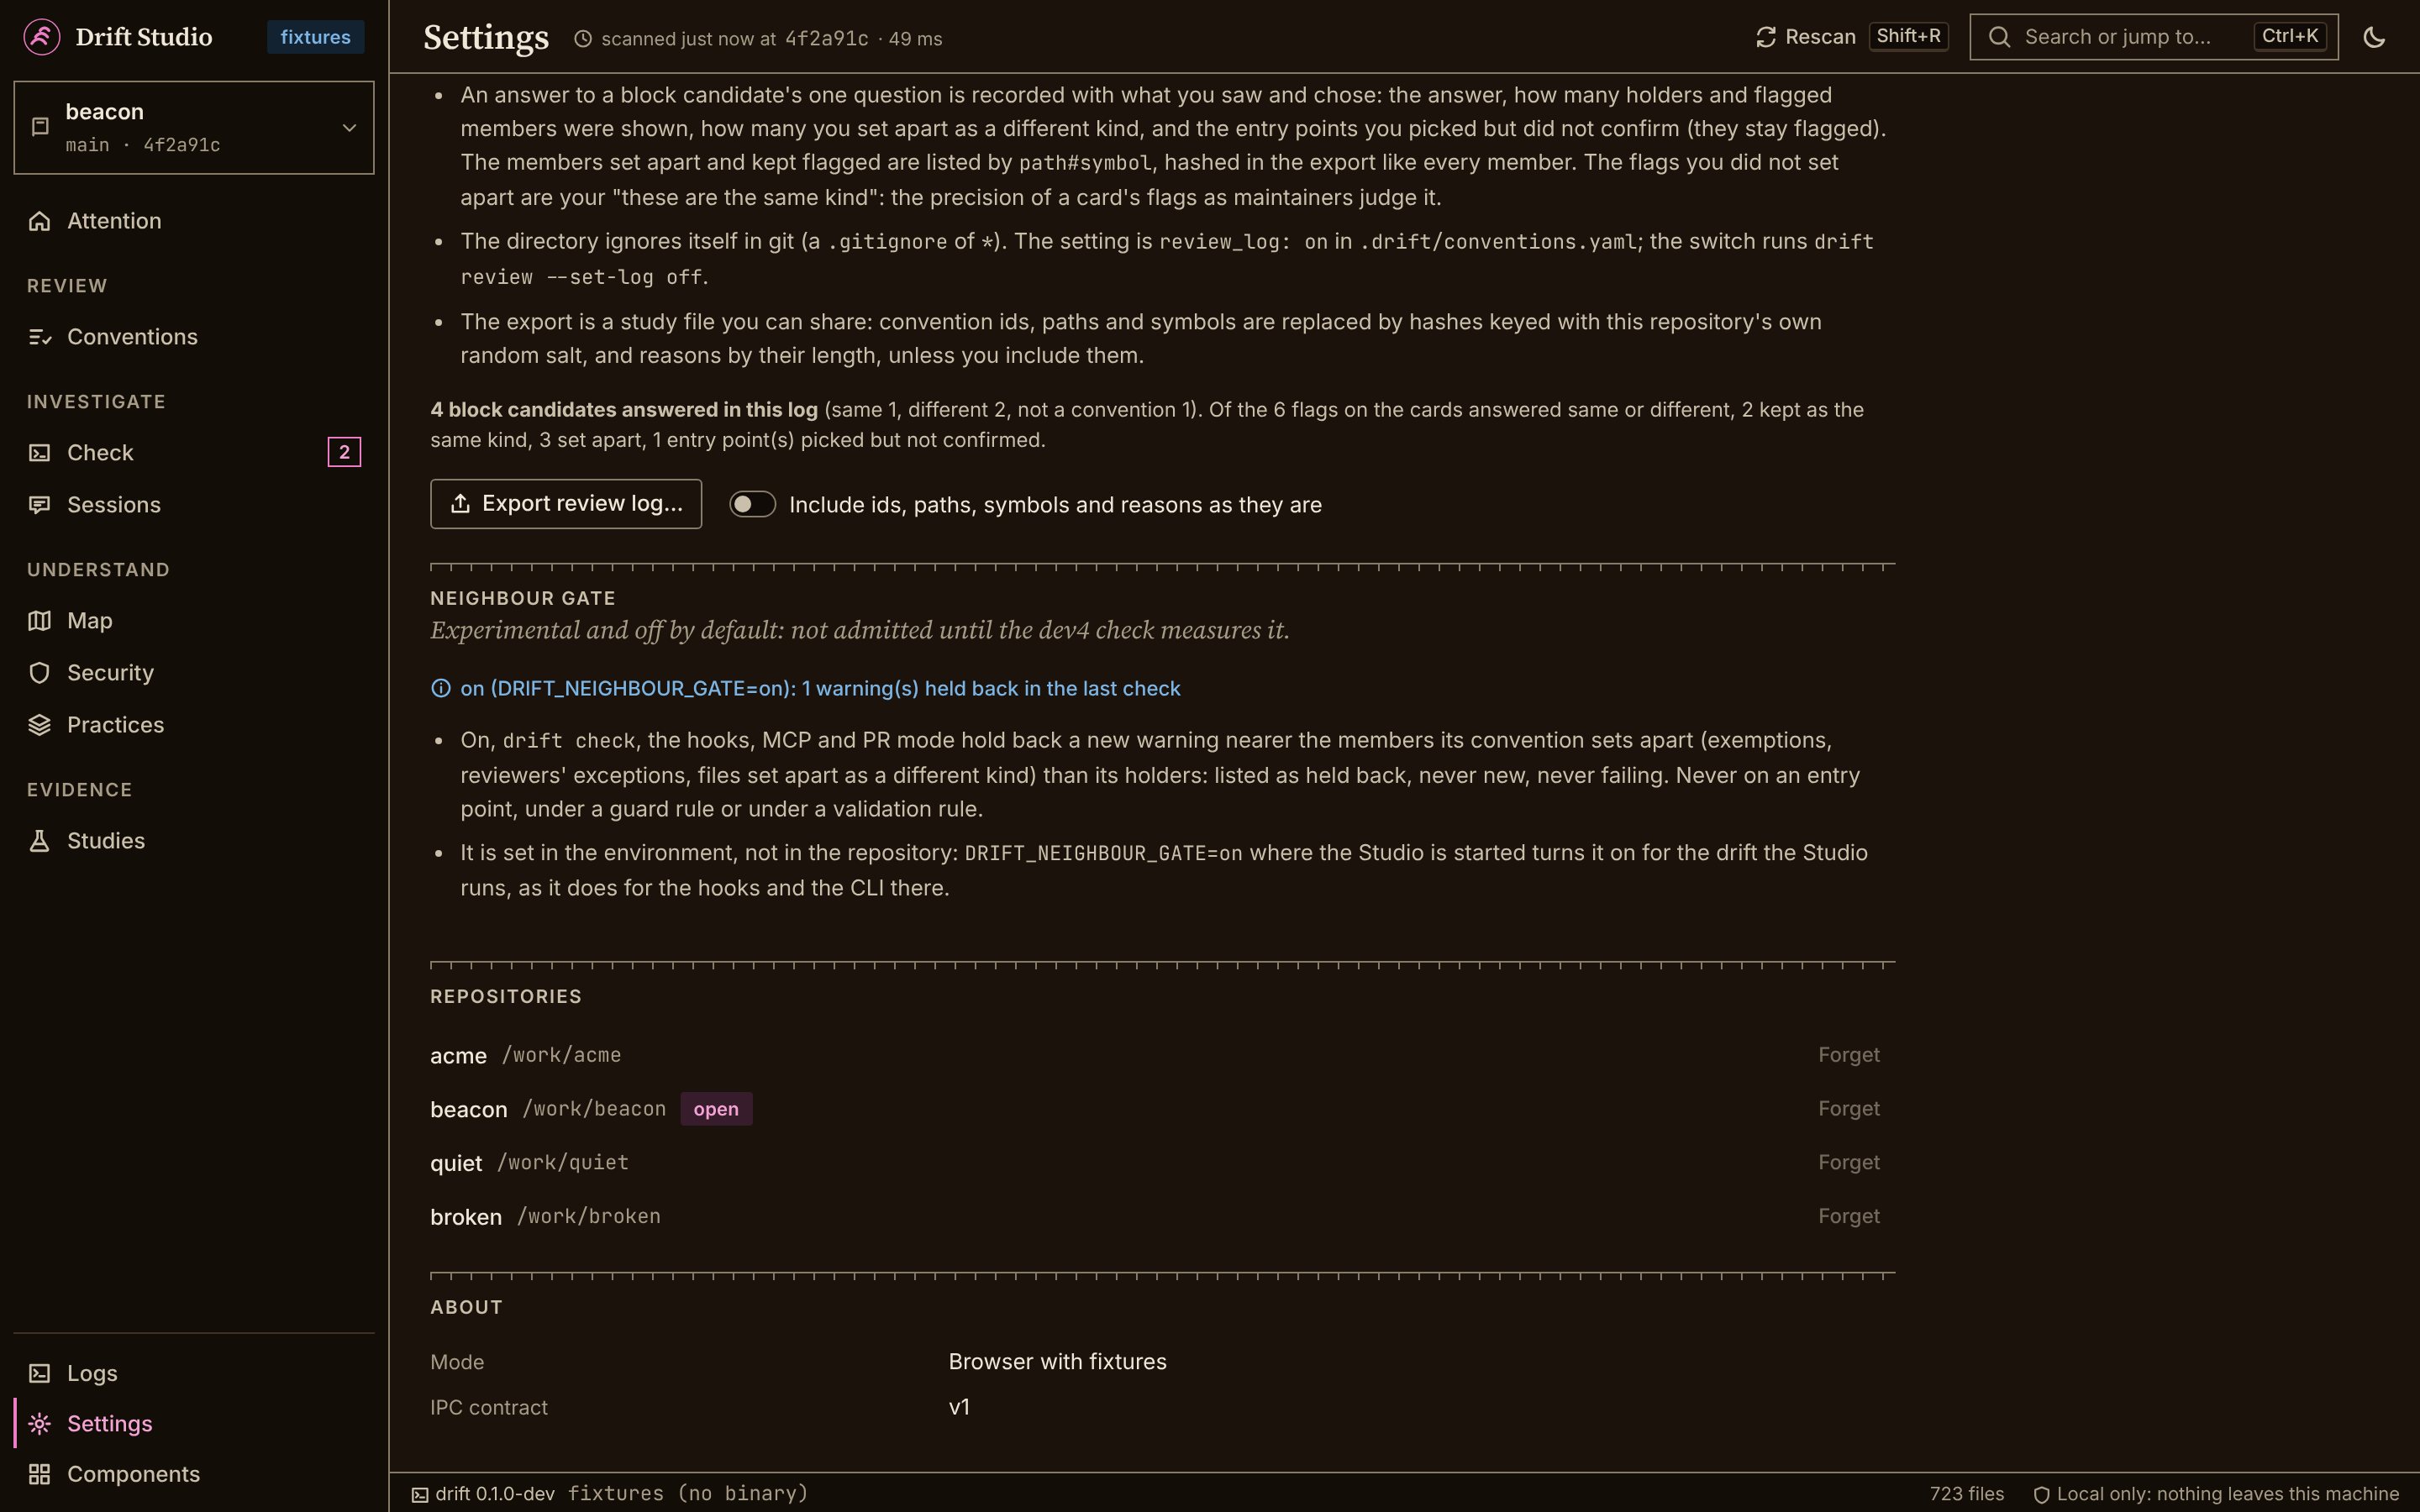 Drift Studio
fixtures
beacon
main · 4f2a91c
Attention
REVIEW
Conventions
INVESTIGATE
Check
2
Sessions
UNDERSTAND
Map
Security
Practices
EVIDENCE
Studies
Logs
Settings
Components
Settings
scanned just now at 4f2a91c · 49 ms
Rescan
Shift+R
Search or jump to...
Ctrl+K
• An answer to a block candidate's one question is recorded with what you saw and chose: the answer, how many holders and flagged
members were shown, how many you set apart as a different kind, and the entry points you picked but did not confirm (they stay flagged).
The members set apart and kept flagged are listed by path#symbol, hashed in the export like every member. The flags you did not set
apart are your "these are the same kind": the precision of a card's flags as maintainers judge it.
• The directory ignores itself in git (a .gitignore of *). The setting is review_log: on in .drift/conventions.yaml; the switch runs drift
review --set-log off.
• The export is a study file you can share: convention ids, paths and symbols are replaced by hashes keyed with this repository's own
random salt, and reasons by their length, unless you include them.
4 block candidates answered in this log (same 1, different 2, not a convention 1). Of the 6 flags on the cards answered same or different, 2 kept as the
same kind, 3 set apart, 1 entry point(s) picked but not confirmed.
Export review log...
Include ids, paths, symbols and reasons as they are
NEIGHBOUR GATE
Experimental and off by default: not admitted until the dev4 check measures it.
on (DRIFT_NEIGHBOUR_GATE=on): 1 warning(s) held back in the last check
• On, drift check, the hooks, MCP and PR mode hold back a new warning nearer the members its convention sets apart (exemptions,
reviewers' exceptions, files set apart as a different kind) than its holders: listed as held back, never new, never failing. Never on an entry
point, under a guard rule or under a validation rule.
• It is set in the environment, not in the repository: DRIFT_NEIGHBOUR_GATE=on where the Studio is started turns it on for the drift the Studio
runs, as it does for the hooks and the CLI there.
REPOSITORIES
acme /work/acme Forget
beacon /work/beacon open Forget
quiet /work/quiet Forget
broken /work/broken Forget
ABOUT
Mode Browser with fixtures
IPC contract v1
drift 0.1.0-dev fixtures (no binary)
723 files
Local only: nothing leaves this machine